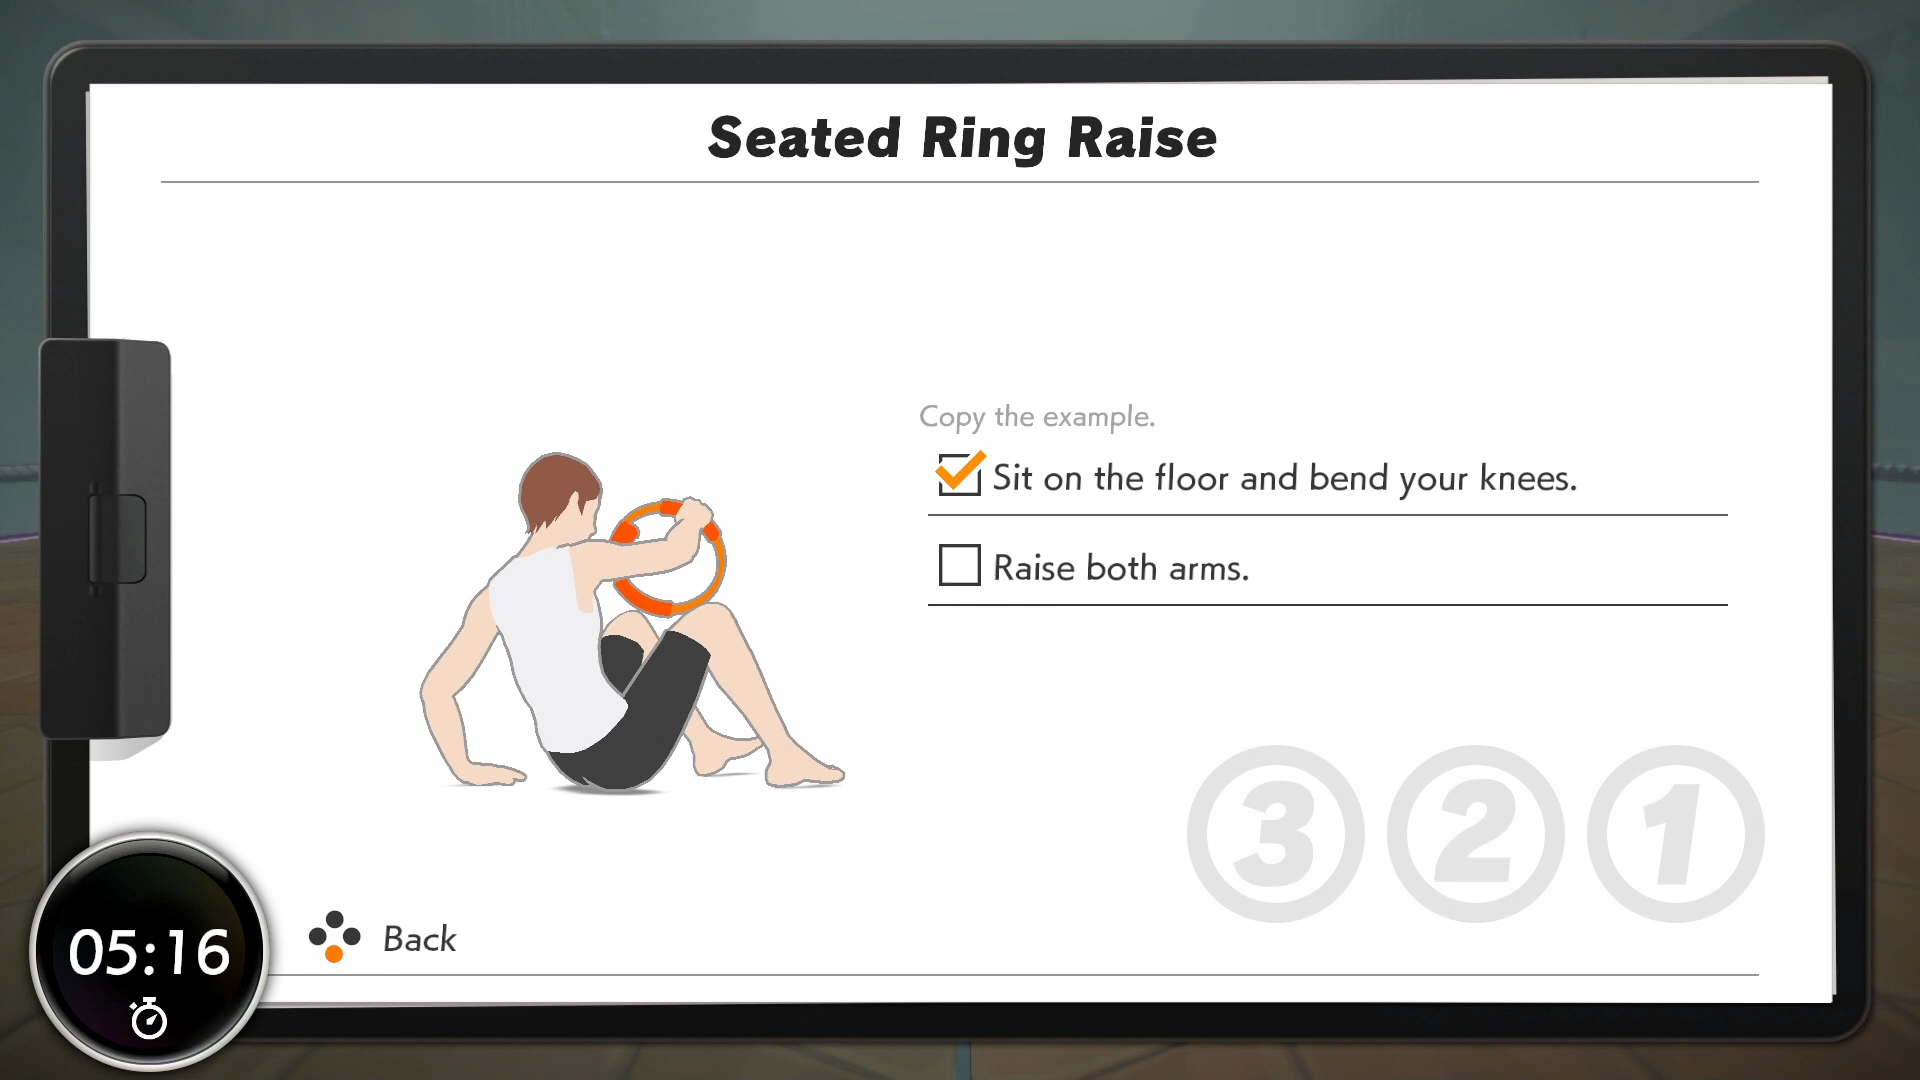 Seated Ring Raise
Copy the example.
Sit on the floor and bend your knees.
Raise both arms.
3 2 1
Back
05:16